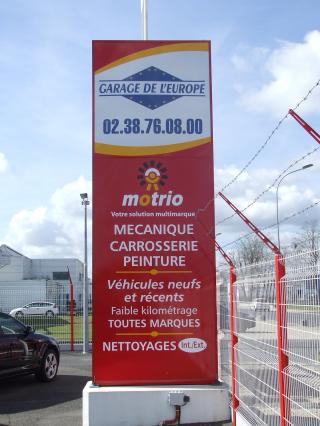 GARAGE DE L'EUROPE
02.38.76.08.00
motrio
Votre solution multimarque
MECANIQUE
CARROSSERIE
PEINTURE
Véhicules neufs
et récents
Faible kilométrage
TOUTES MARQUES
NETTOYAGES Int./Ext.